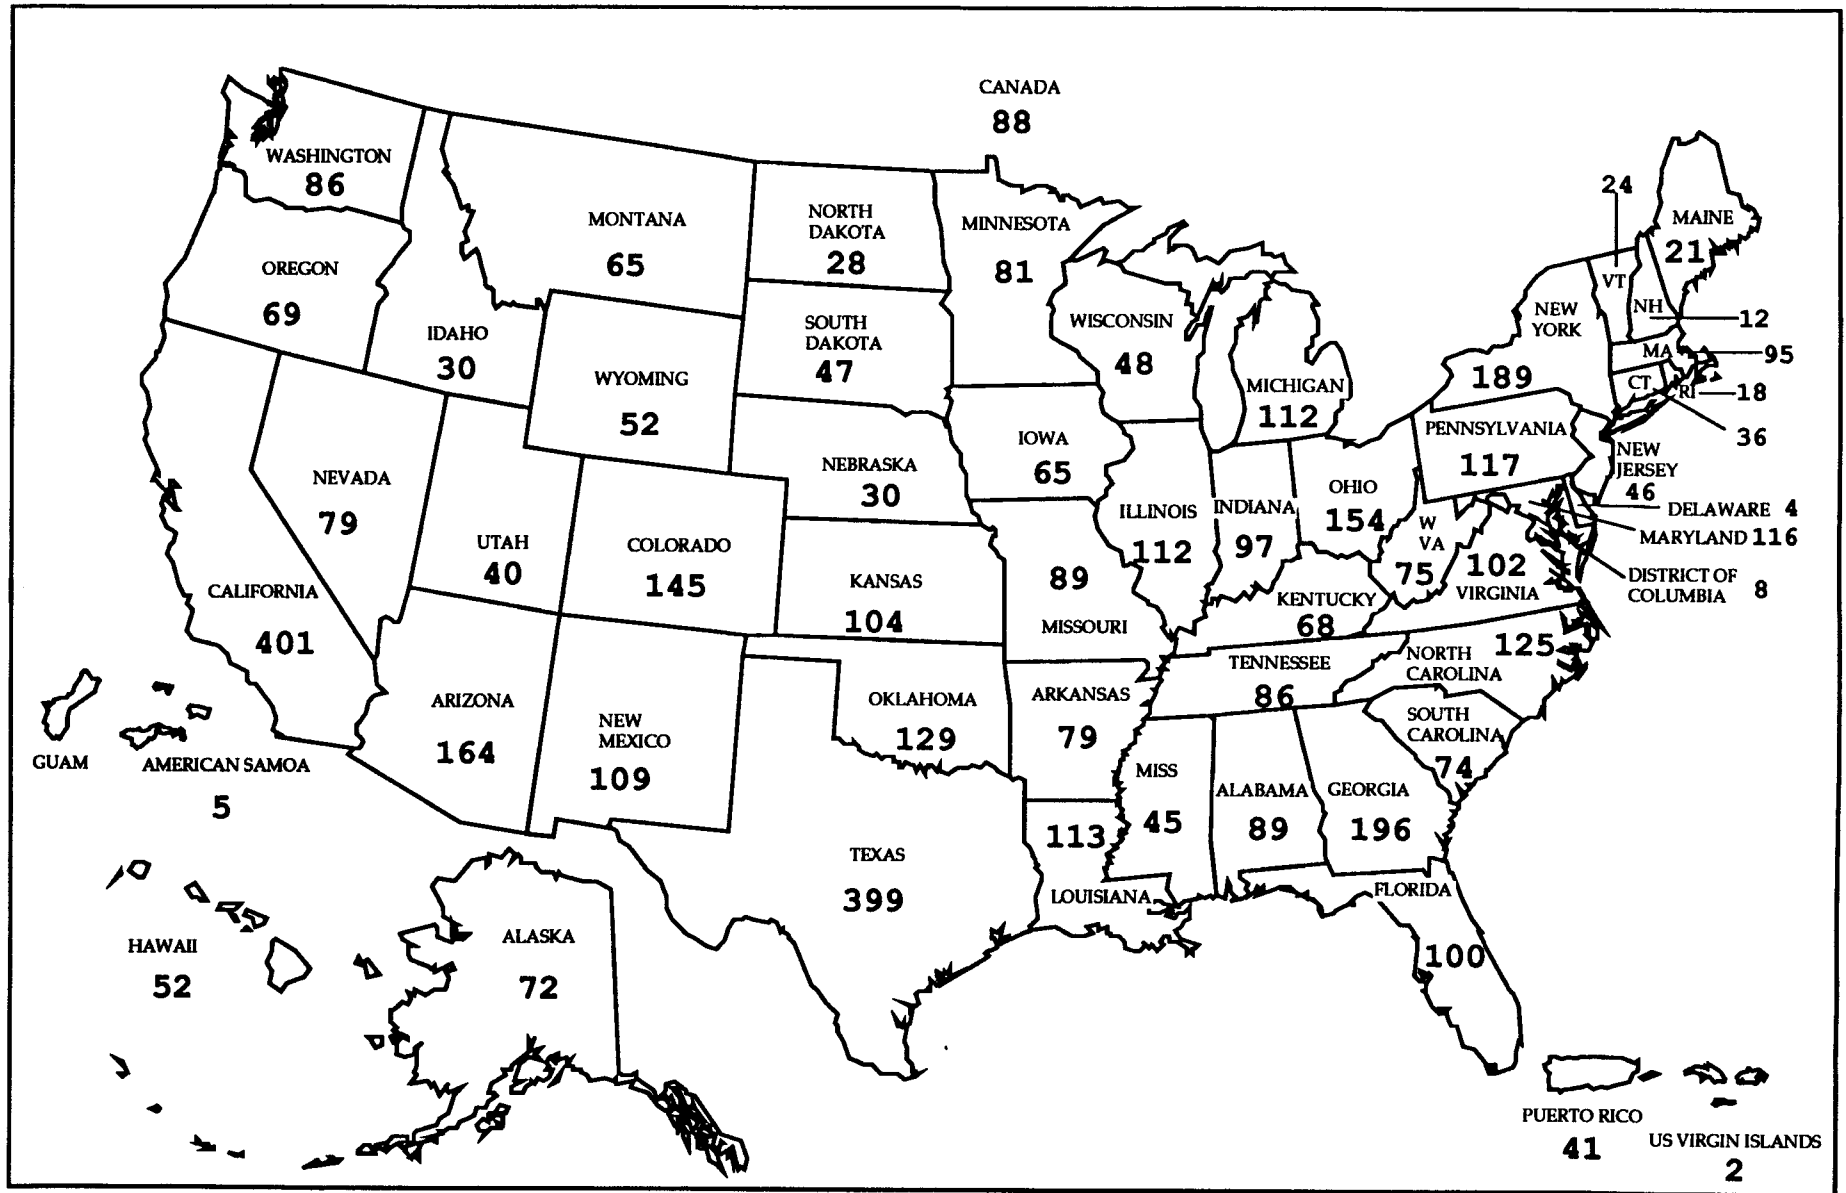 CANADA
88
WASHINGTON
86
MONTANA
65
NORTH
DAKOTA
28
MINNESOTA
81
24
MAINE
21
OREGON
69
IDAHO
30
WYOMING
52
SOUTH
DAKOTA
47
WISCONSIN
48
MICHIGAN
112
NEW
YORK
189
VT
NH
12
MA
95
CT
RI
18
36
NEVADA
79
UTAH
40
COLORADO
145
NEBRASKA
30
IOWA
65
ILLINOIS
112
INDIANA
97
OHIO
154
PENNSYLVANIA
117
NEW
JERSEY
46
DELAWARE 4
MARYLAND 116
DISTRICT OF
COLUMBIA 8
W
VA
75
102
VIRGINIA
CALIFORNIA
401
KANSAS
104
89
MISSOURI
KENTUCKY
68
TENNESSEE
86
125
NORTH
CAROLINA
SOUTH
CAROLINA
74
ARIZONA
164
NEW
MEXICO
109
OKLAHOMA
129
ARKANSAS
79
MISS
45
ALABAMA
89
GEORGIA
196
GUAM
AMERICAN SAMOA
5
TEXAS
399
113
LOUISIANA
FLORIDA
100
HAWAII
52
ALASKA
72
PUERTO RICO
41
US VIRGIN ISLANDS
2